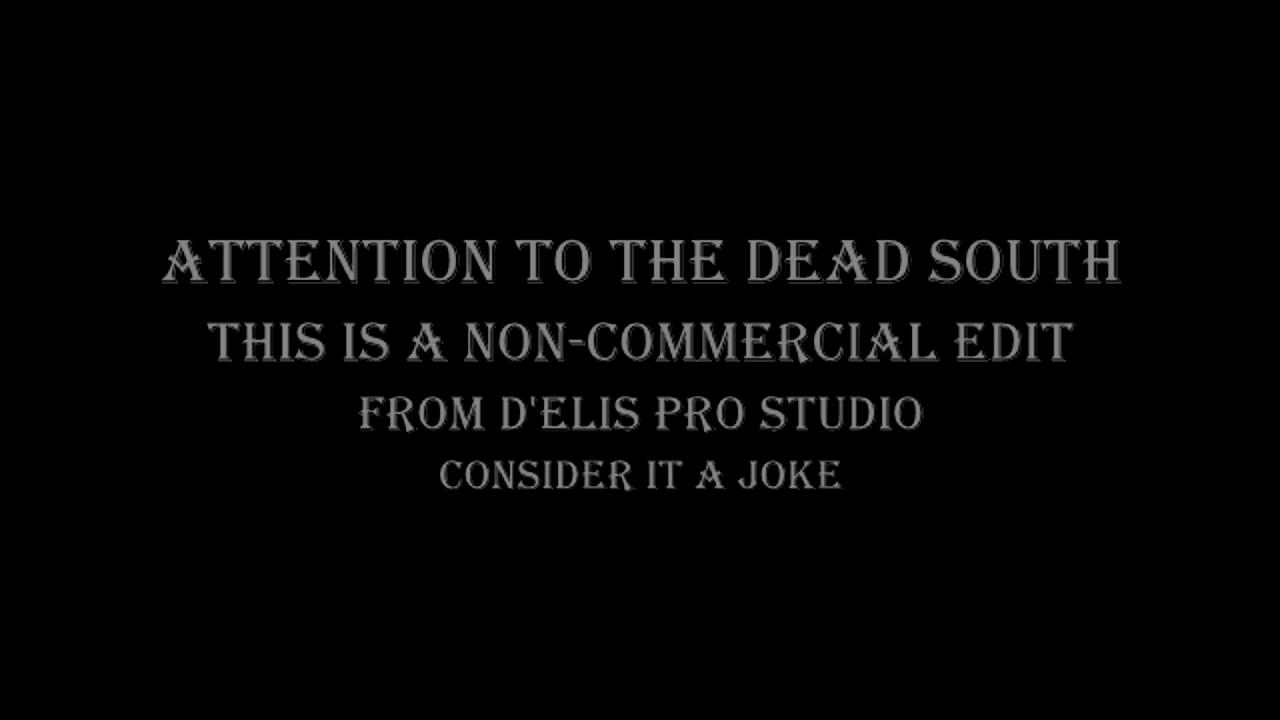 ATTENTION TO THE DEAD SOUTH
THIS IS A NON-COMMERCIAL EDIT
FROM D'ELIS PRO STUDIO
CONSIDER IT A JOKE